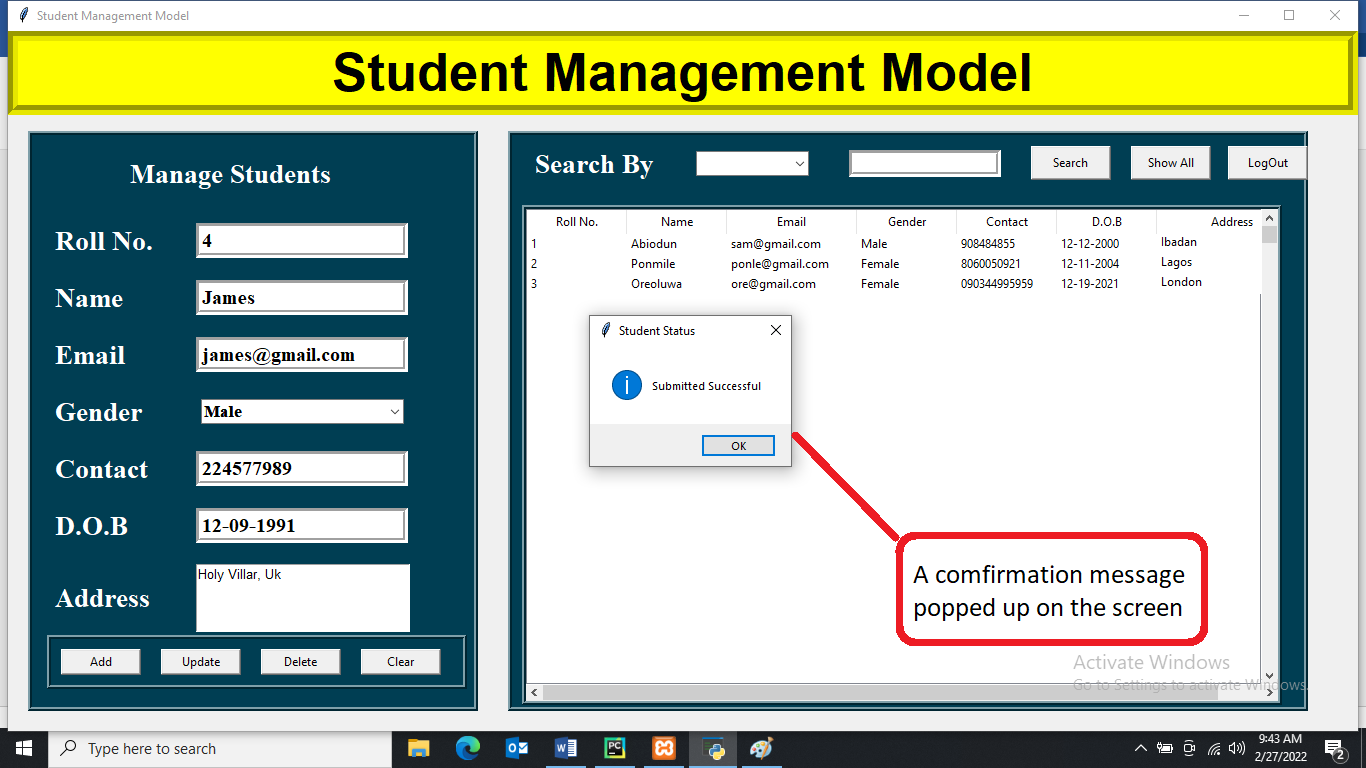 Student Management Model
Student Management Model
Manage Students
Roll No. 4
Name James
Email james@gmail.com
Gender Male
Contact 224577989
D.O.B 12-09-1991
Address Holy Villar, Uk
Add Update Delete Clear
Search By Search Show All LogOut
Roll No. Name Email Gender Contact D.O.B Address
1 Abiodun sam@gmail.com Male 908484855 12-12-2000 Ibadan
2 Ponmile ponle@gmail.com Female 8060050921 12-11-2004 Lagos
3 Oreoluwa ore@gmail.com Female 090344995959 12-19-2021 London
Student Status
Submitted Successful
OK
A comfirmation message
popped up on the screen
Activate Windows
Go to Settings to activate Windows.
Type here to search
9:43 AM
2/27/2022
2